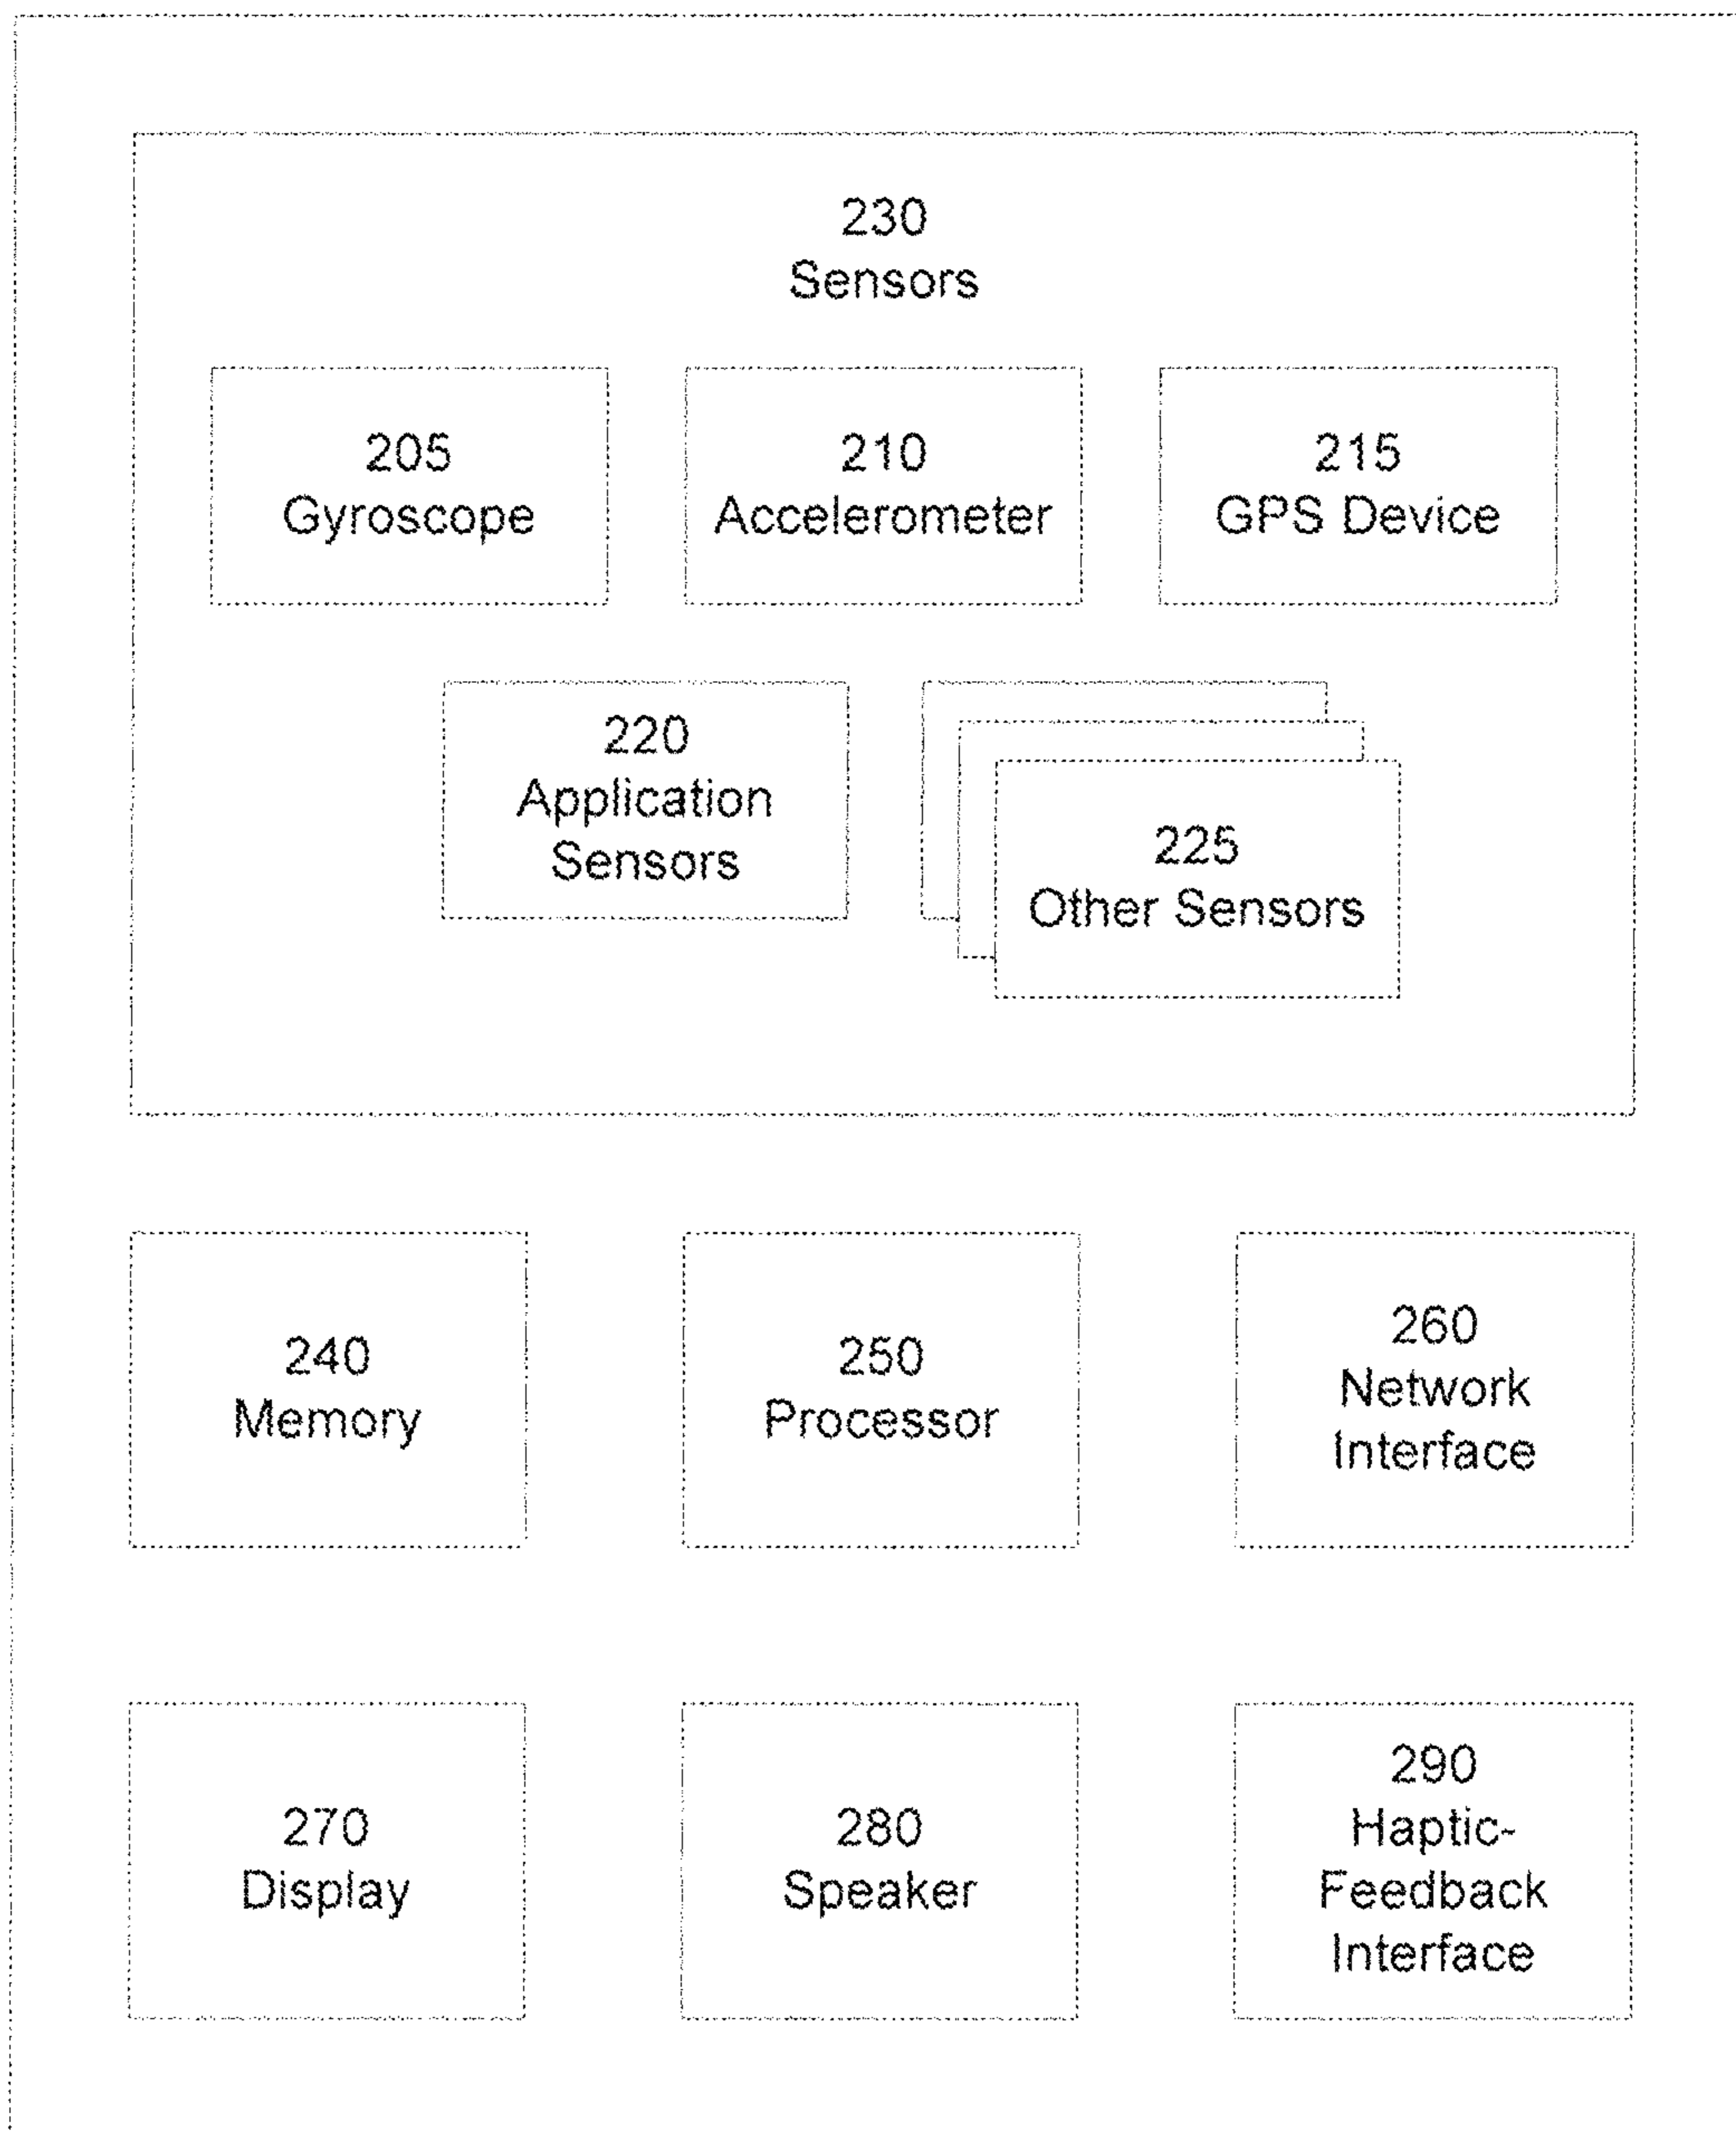 230
Sensors
205
Gyroscope
210
Accelerometer
215
GPS Device
220
Application
Sensors
225
Other Sensors
240
Memory
250
Processor
260
Network
Interface
270
Display
280
Speaker
290
Haptic-
Feedback
Interface